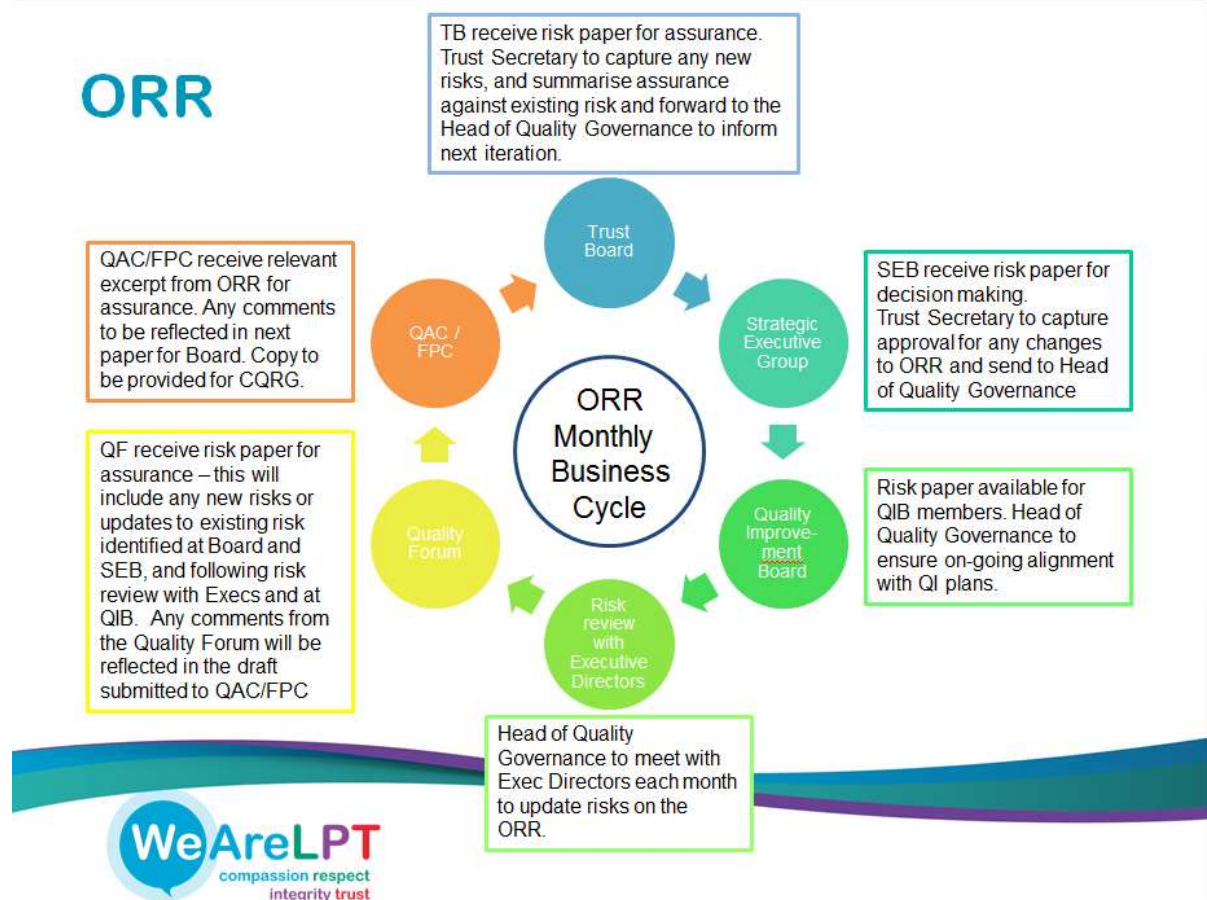 ORR
TB receive risk paper for assurance.
Trust Secretary to capture any new
risks, and summarise assurance
against existing risk and forward to the
Head of Quality Governance to inform
next iteration.
Trust
Board
SEB receive risk paper for
decision making.
Trust Secretary to capture
approval for any changes
to ORR and send to Head
of Quality Governance
Strategic
Executive
Group
Risk paper available for
QIB members. Head of
Quality Governance to
ensure on-going alignment
with QI plans.
Quality
Improve-
ment
Board
Risk
review
with
Executive
Directors
Head of Quality
Governance to meet with
Exec Directors each month
to update risks on the
ORR.
Quality
Forum
QF receive risk paper for
assurance – this will
include any new risks or
updates to existing risk
identified at Board and
SEB, and following risk
review with Execs and at
QIB.  Any comments from
the Quality Forum will be
reflected in the draft
submitted to QAC/FPC
QAC /
FPC
QAC/FPC receive relevant
excerpt from ORR for
assurance. Any comments
to be reflected in next
paper for Board. Copy to
be provided for CQRG.
ORR
Monthly
Business
Cycle
WeAreLPT
compassion respect
integrity trust